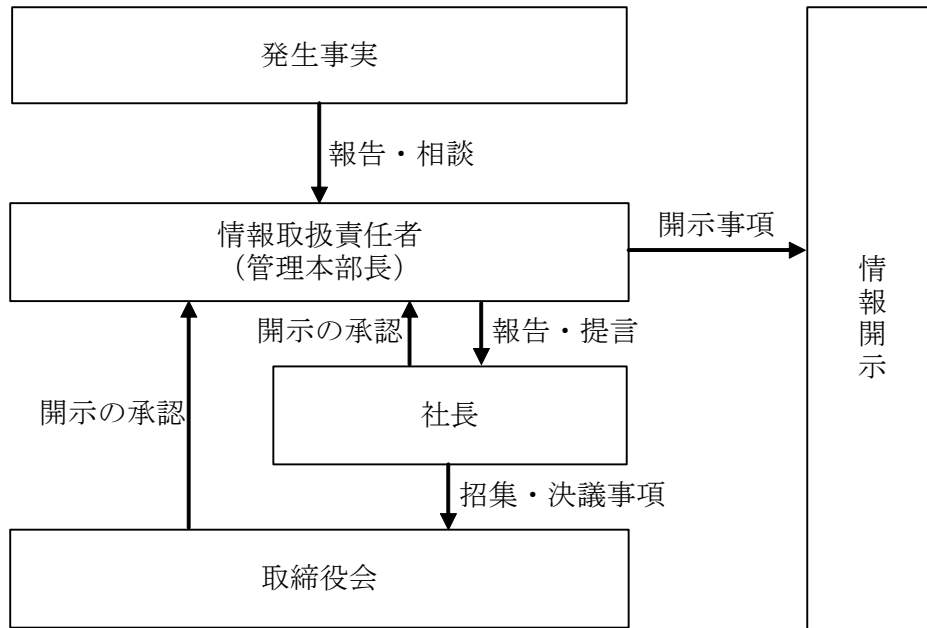 発生事実
報告・相談
情報取扱責任者
（管理本部長）
開示事項
情報開示
開示の承認
報告・提言
社長
開示の承認
招集・決議事項
取締役会